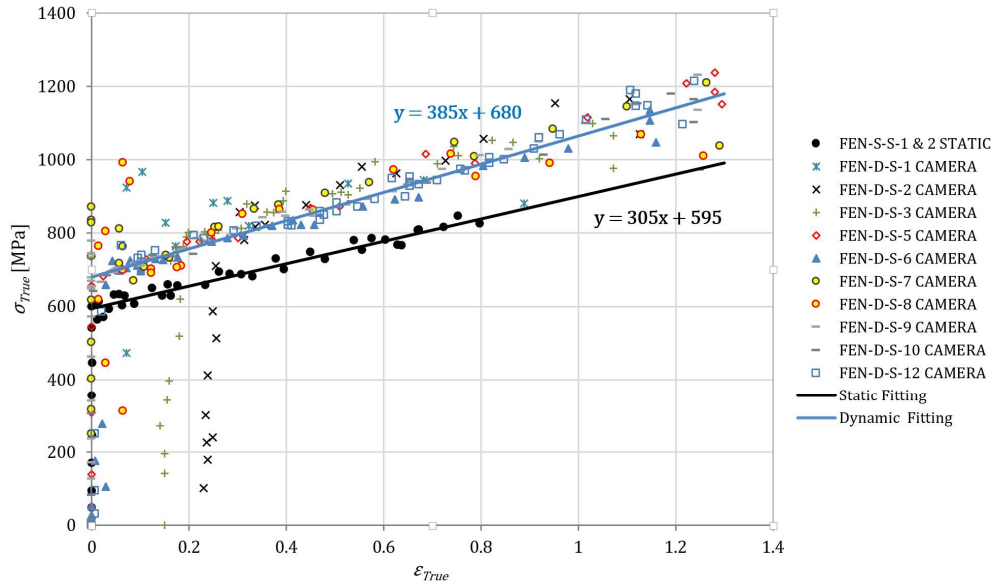 1400
1200
1000
800
600
400
200
0
σTrue [MPa]
0 0.2 0.4 0.6 0.8 1 1.2 1.4
εTrue
y = 385x + 680
y = 305x + 595
FEN-S-S-1 & 2 STATIC
FEN-D-S-1 CAMERA
FEN-D-S-2 CAMERA
FEN-D-S-3 CAMERA
FEN-D-S-5 CAMERA
FEN-D-S-6 CAMERA
FEN-D-S-7 CAMERA
FEN-D-S-8 CAMERA
FEN-D-S-9 CAMERA
FEN-D-S-10 CAMERA
FEN-D-S-12 CAMERA
Static Fitting
Dynamic Fitting